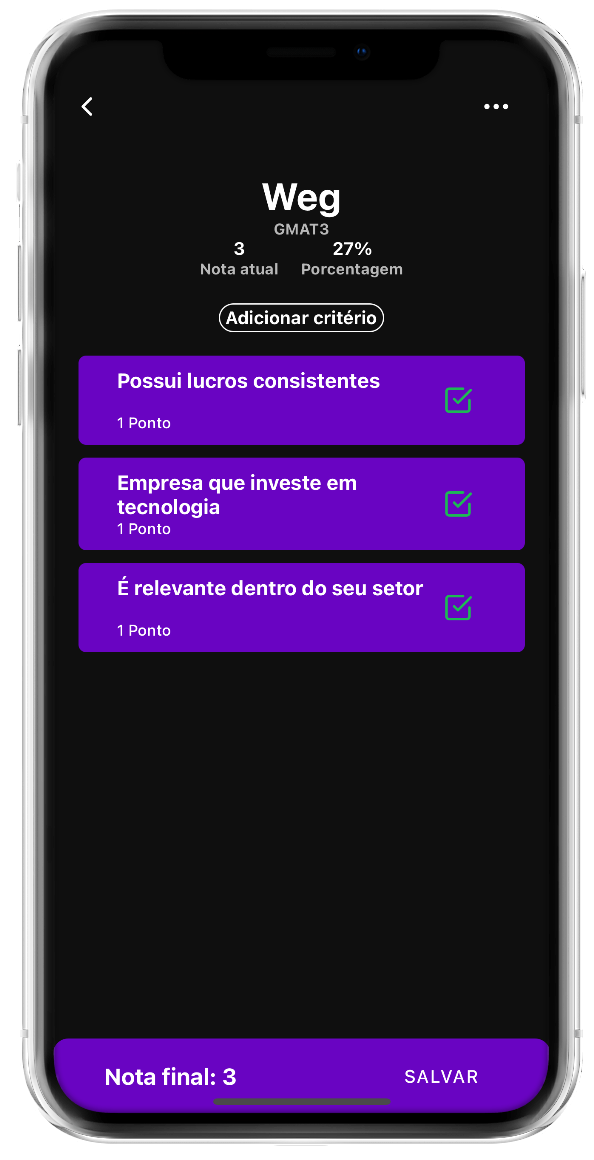 Weg
GMAT3
3 27%
Nota atual Porcentagem
Adicionar critério
Possui lucros consistentes
1 Ponto
Empresa que investe em
tecnologia
1 Ponto
É relevante dentro do seu setor
1 Ponto
Nota final: 3 SALVAR